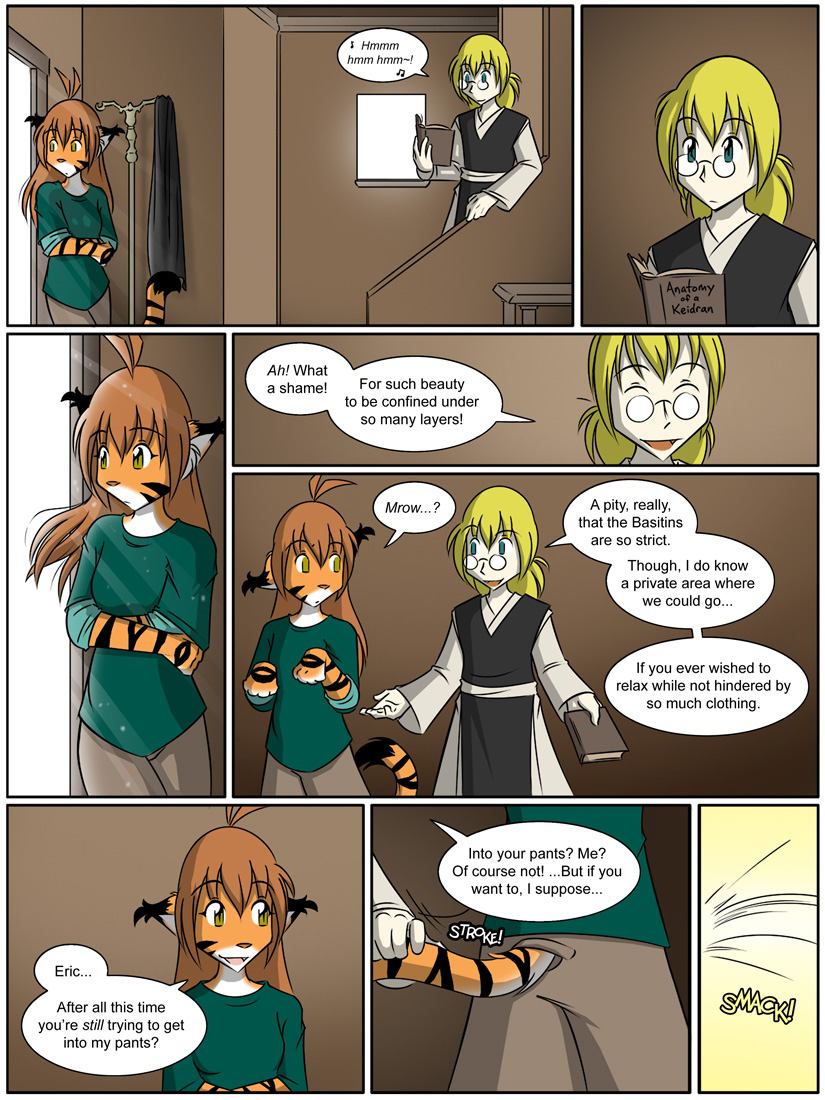 Hmmm
hmm hmm~!
Anatomy
of a
Keidran
Ah! What
a shame!
For such beauty
to be confined under
so many layers!
Mrow...?
A pity, really,
that the Basitins
are so strict.
Though, I do know
a private area where
we could go...
If you ever wished to
relax while not hindered by
so much clothing.
Eric...
After all this time
you're still trying to get
into my pants?
Into your pants? Me?
Of course not! ...But if you
want to, I suppose...
STROKE!
SMACK!